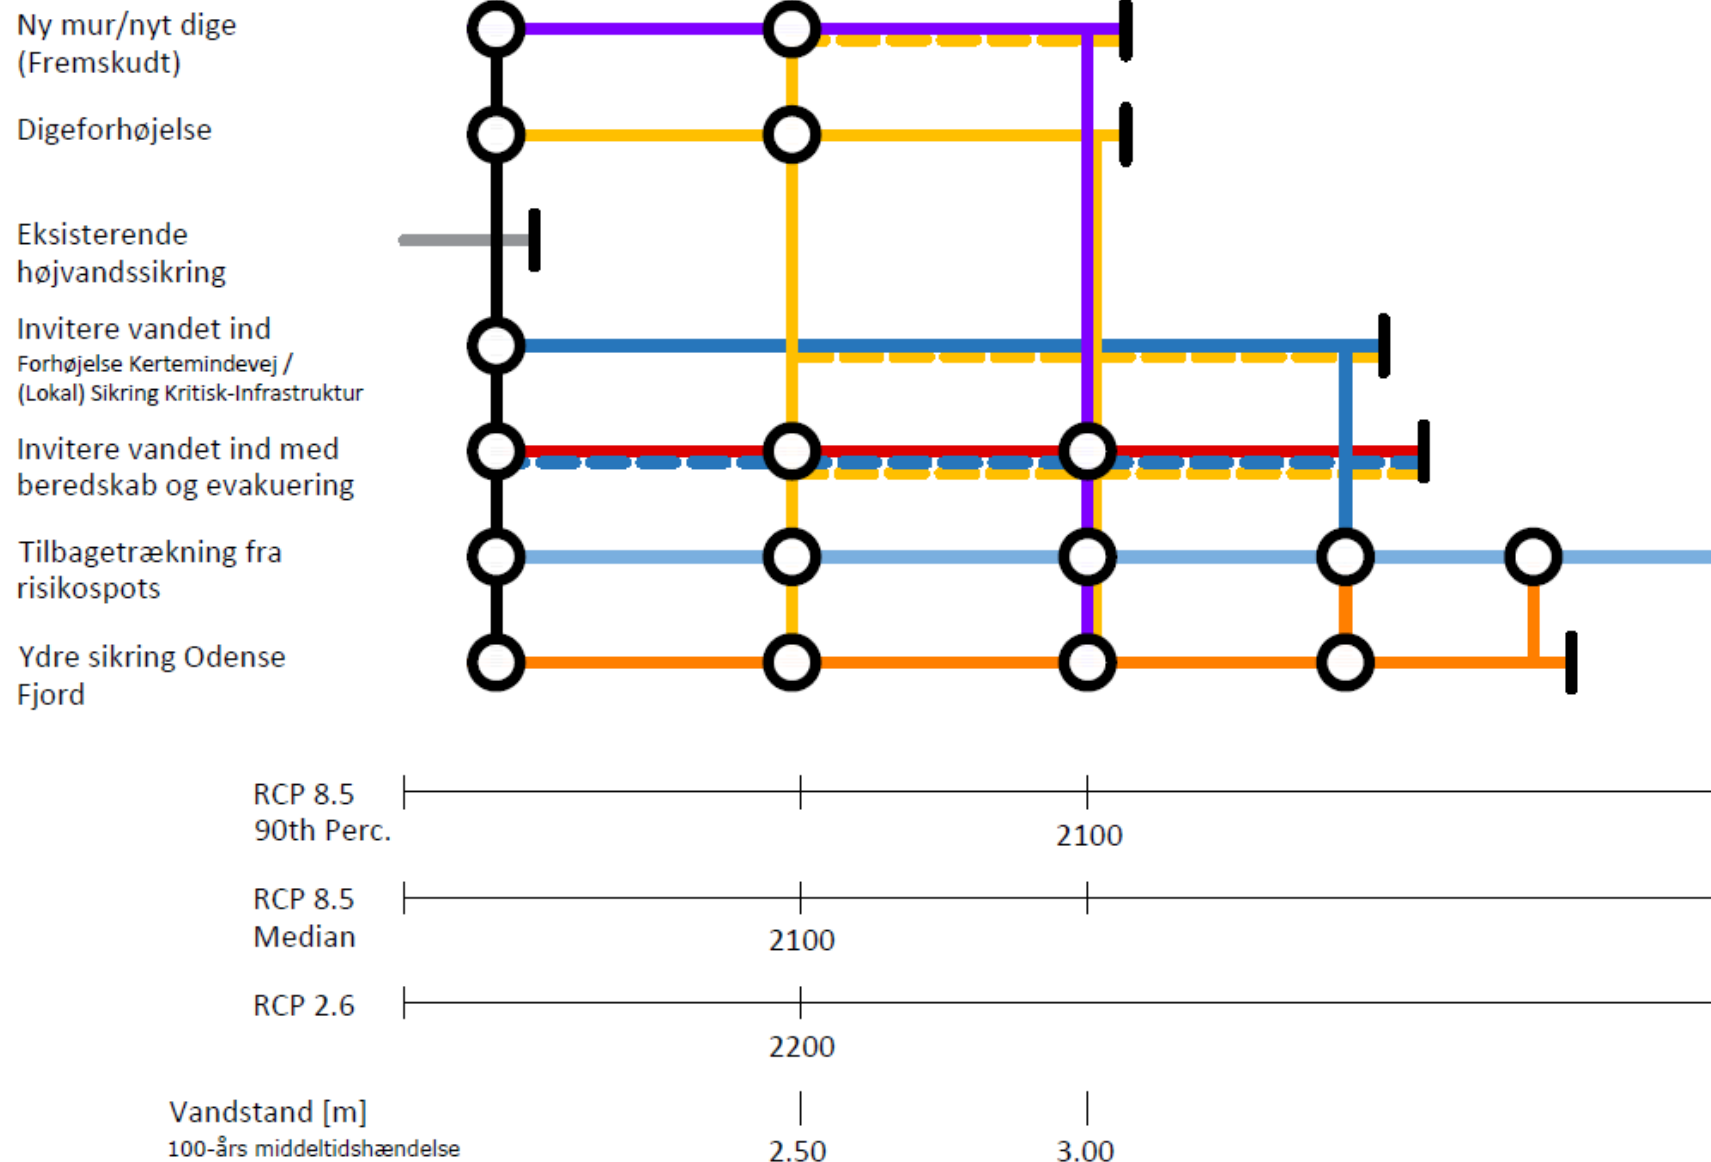 Ny mur/nyt dige
(Fremskudt)
Digeforhøjelse
Eksisterende
højvandssikring
Invitere vandet ind
Forhøjelse Kertemindevej /
(Lokal) Sikring Kritisk-Infrastruktur
Invitere vandet ind med
beredskab og evakuering
Tilbagetrækning fra
risikospots
Ydre sikring Odense
Fjord
RCP 8.5
90th Perc.
2100
RCP 8.5
Median
2100
RCP 2.6
2200
Vandstand [m]
100-års middeltidshændelse
2.50
3.00